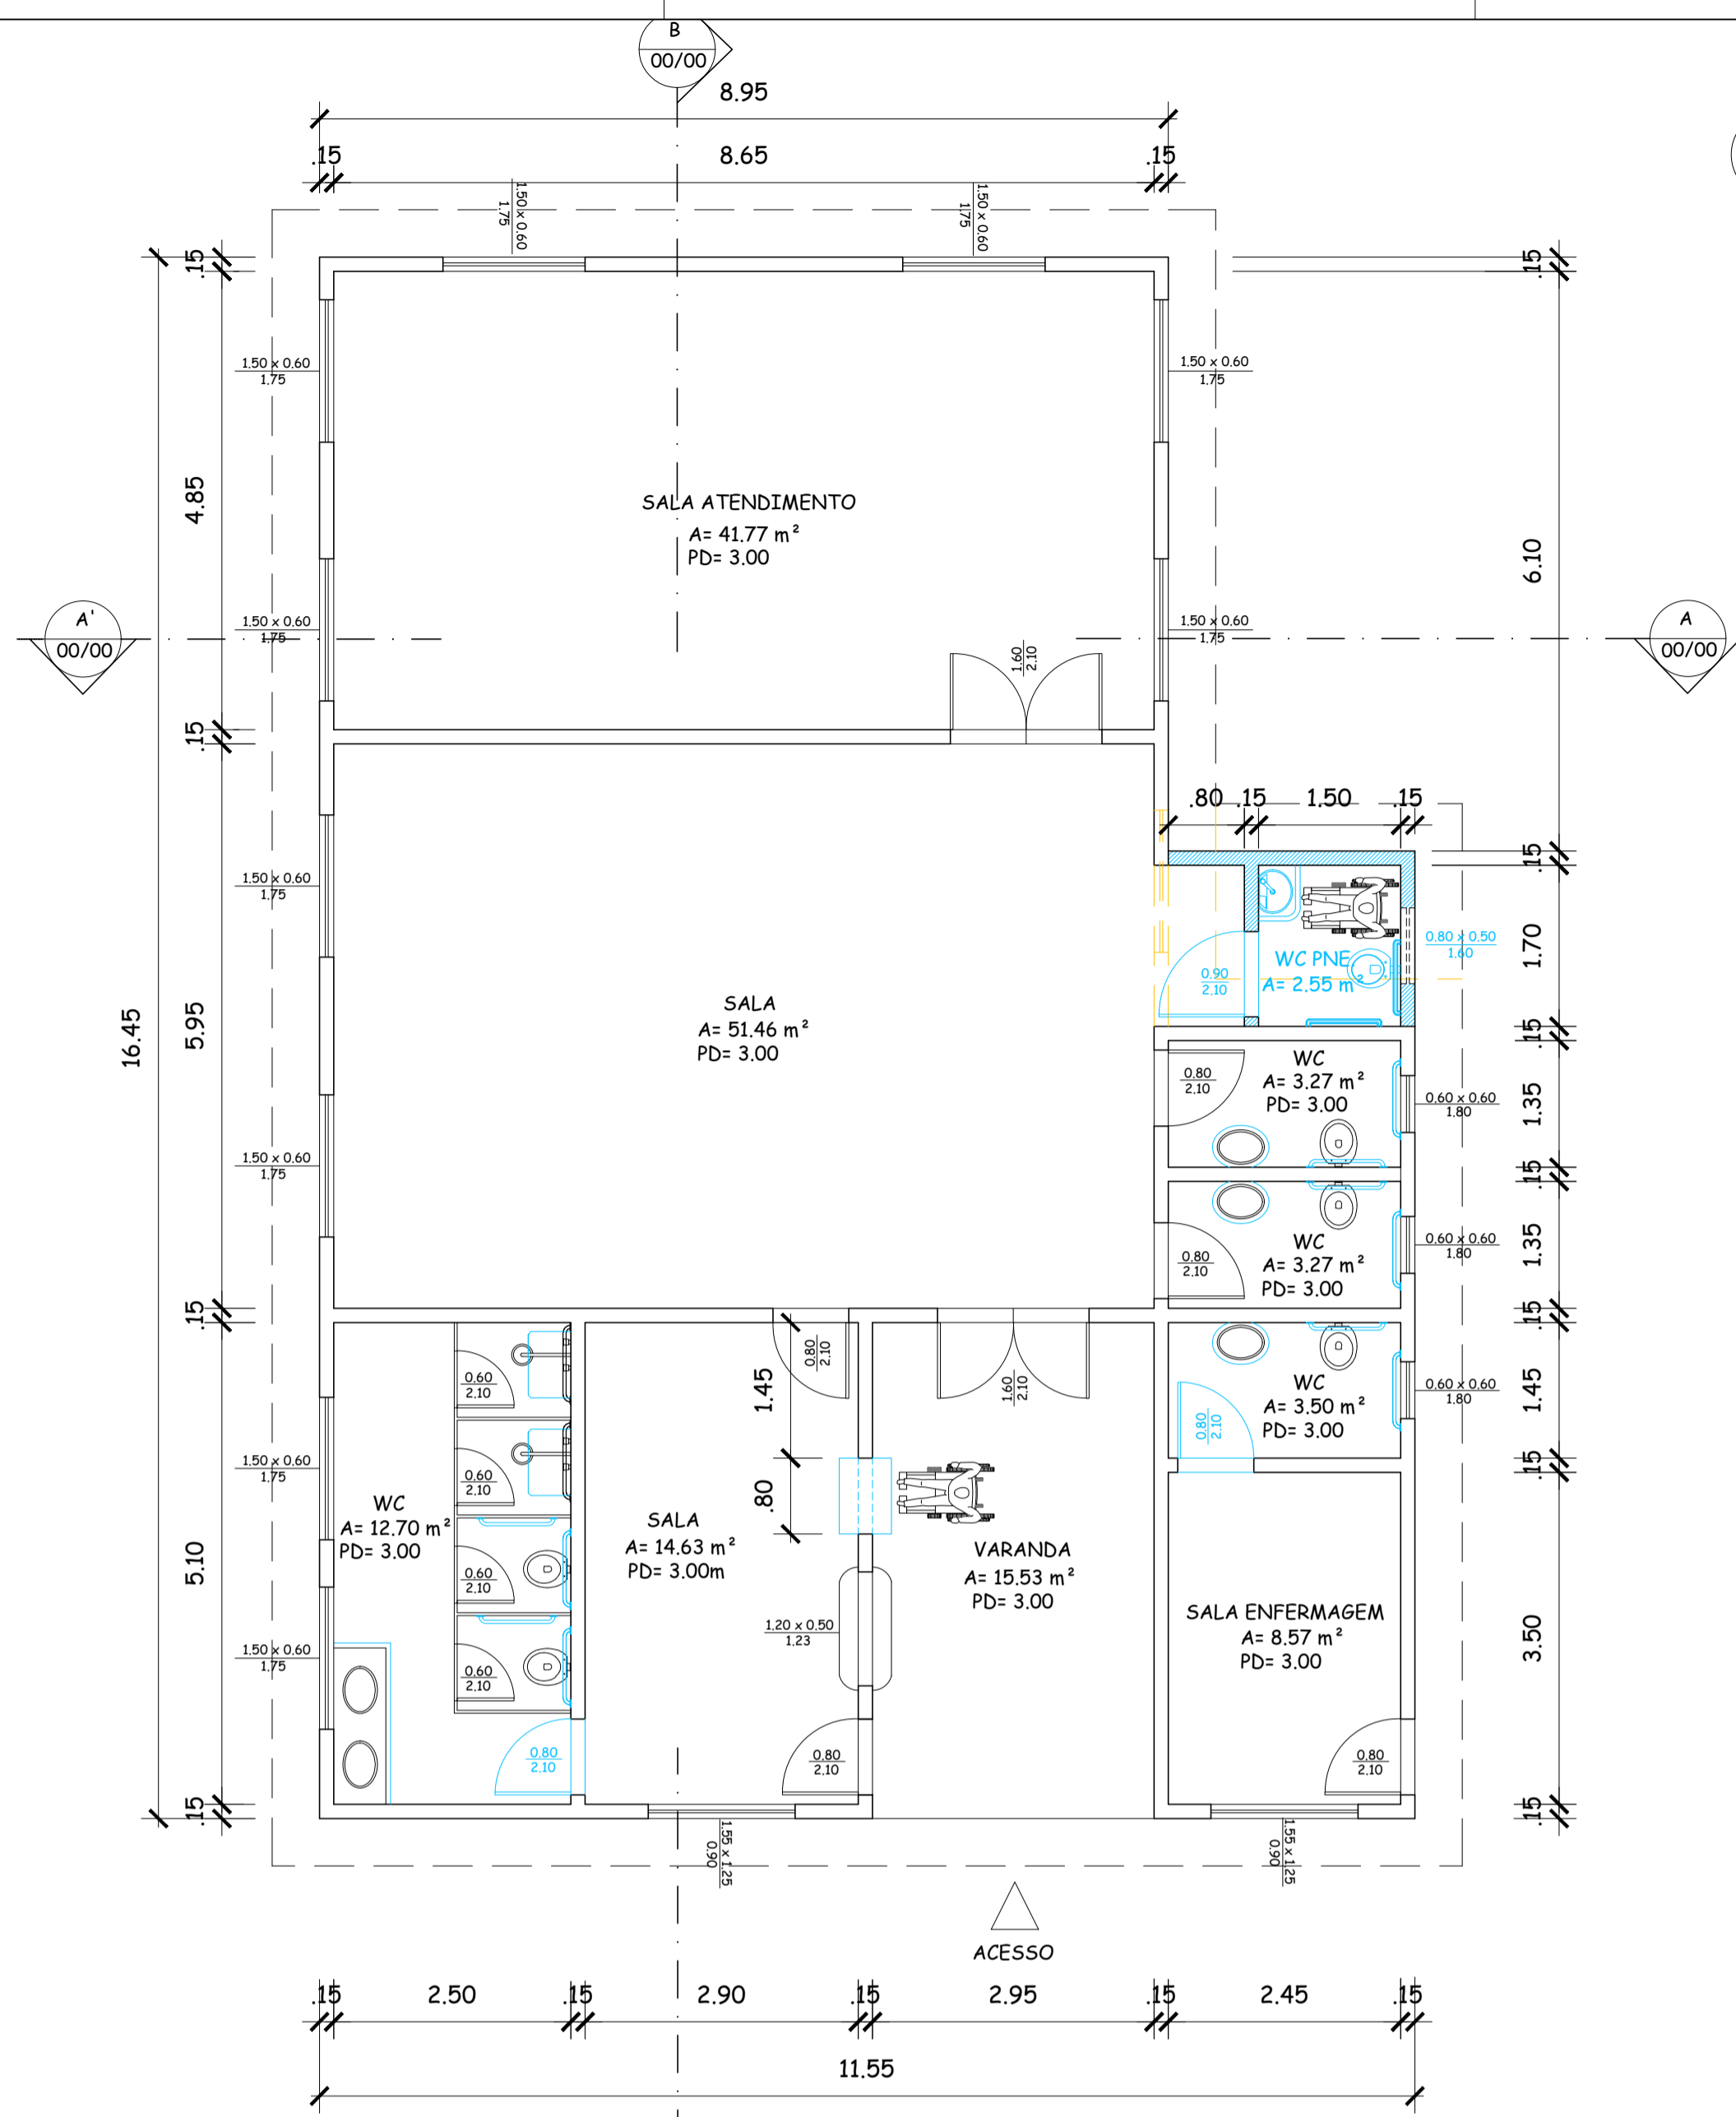 B
00/00
8.95
.15
8.65
.15
1.50 x 0.60
1.75
1.50 x 0.60
1.75
.15
.15
1.50 x 0.60
1.75
1.50 x 0.60
1.75
4.85
SALA ATENDIMENTO
A= 41.77 m²
PD= 3.00
6.10
A'
00/00
1.50 x 0.60
1.75
1.50 x 0.60
1.75
A
00/00
1.60
2.10
.15
.80
.15
1.50
.15
.15
1.50 x 0.60
1.75
0.80 x 0.50
1.60
1.70
WC PNE
A= 2.55 m²
0.90
2.10
16.45
5.95
SALA
A= 51.46 m²
PD= 3.00
.15
WC
A= 3.27 m²
PD= 3.00
0.80
2.10
0.60 x 0.60
1.80
1.35
1.50 x 0.60
1.75
.15
WC
A= 3.27 m²
PD= 3.00
0.80
2.10
0.60 x 0.60
1.80
1.35
.15
.15
0.80
2.10
1.60
2.10
1.45
0.60
2.10
WC
A= 3.50 m²
PD= 3.00
0.80
2.10
0.60 x 0.60
1.80
1.45
1.50 x 0.60
1.75
0.60
2.10
.15
.80
WC
A= 12.70 m²
PD= 3.00
SALA
A= 14.63 m²
PD= 3.00m
VARANDA
A= 15.53 m²
PD= 3.00
5.10
0.60
2.10
1.20 x 0.50
1.23
SALA ENFERMAGEM
A= 8.57 m²
PD= 3.00
3.50
1.50 x 0.60
1.75
0.60
2.10
0.80
2.10
0.80
2.10
0.80
2.10
.15
.15
1.55 x 1.25
0.90
1.55 x 1.25
0.90
ACESSO
.15
2.50
.15
2.90
.15
2.95
.15
2.45
.15
11.55